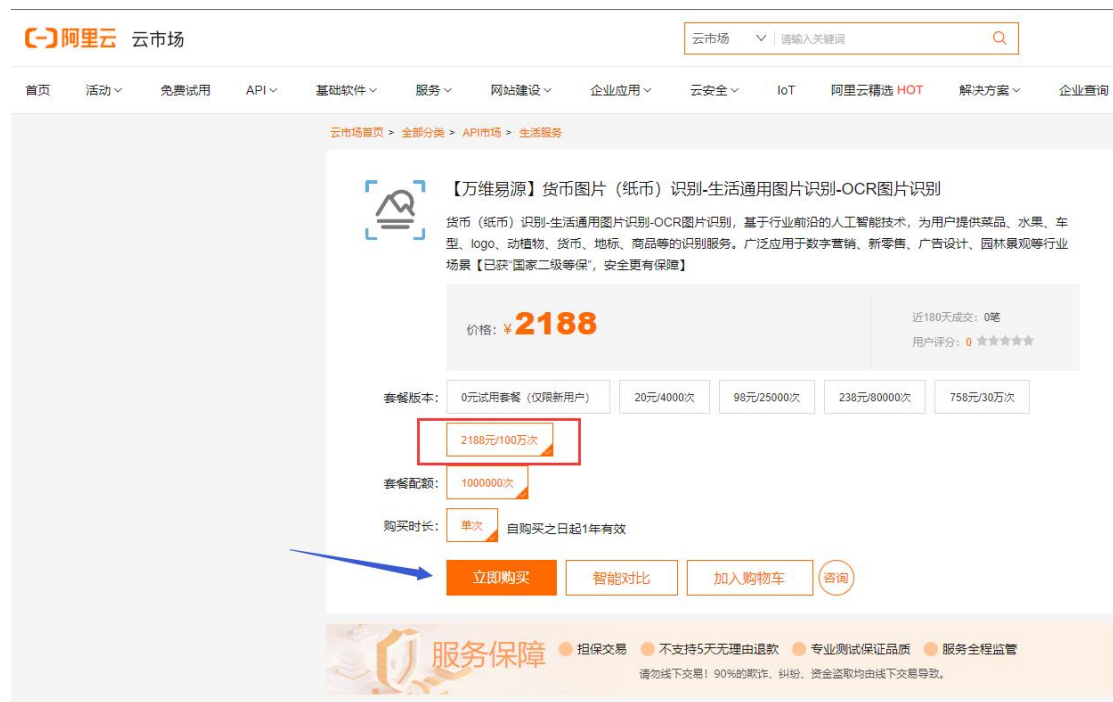 阿里云 云市场
云市场 请输入关键词
首页 活动 免费试用 API 基础软件 服务 网站建设 企业应用 云安全 IoT 阿里云精选 HOT 解决方案 企业查询
云市场首页 > 全部分类 > API市场 > 生活服务
【万维易源】货币图片（纸币）识别-生活通用图片识别-OCR图片识别
货币（纸币）识别-生活通用图片识别-OCR图片识别，基于行业前沿的人工智能技术，为用户提供菜品、水果、车
型、logo、动植物、货币、地标、商品等的识别服务。广泛应用于数字营销、新零售、广告设计、园林景观等行业
场景【已获“国家二级等保”，安全更有保障】
价格: ¥ 2188
近180天成交: 0笔
用户评分: 0
套餐版本: 0元试用套餐（仅限新用户） 20元/4000次 98元/25000次 238元/80000次 758元/30万次
2188元/100万次
套餐配额: 1000000次
购买时长: 单次 自购买之日起1年有效
立即购买 智能对比 加入购物车 咨询
服务保障 担保交易 不支持5天无理由退款 专业测试保证品质 服务全程监管
请勿线下交易！90%的欺诈、纠纷、资金盗取均由线下交易导致。